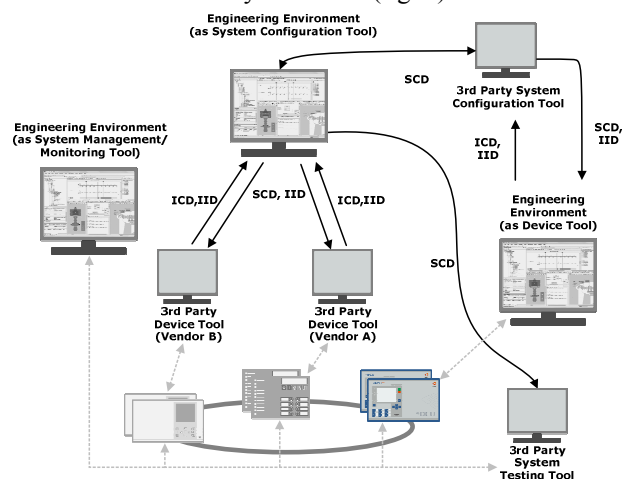 Engineering Environment
(as System Configuration Tool)
SCD
3rd Party System
Configuration Tool
Engineering Environment
(as System Management/
Monitoring Tool)
ICD,
IID
SCD,
IID
ICD,IID
SCD, IID
ICD,IID
Engineering
Environment
(as Device Tool)
SCD
3rd Party
Device Tool
(Vendor B)
3rd Party
Device Tool
(Vendor A)
3rd Party
System
Testing Tool